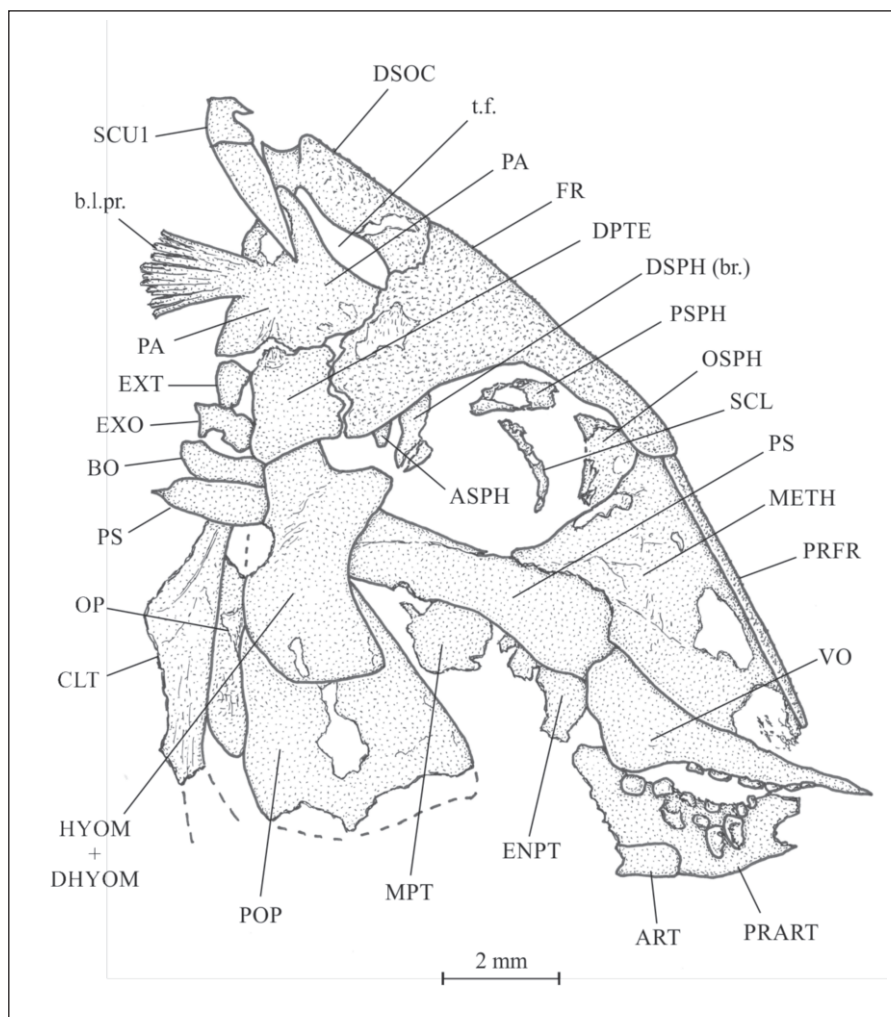 DSOC
t.f.
SCU1
PA
b.l.pr.
FR
DPTE
DSPH (br.)
PSPH
PA
OSPH
EXT
SCL
EXO
PS
BO
ASPH
METH
PS
PRFR
OP
VO
CLT
HYOM
+
DHYOM
ENPT
MPT
POP
ART
PRART
2 mm